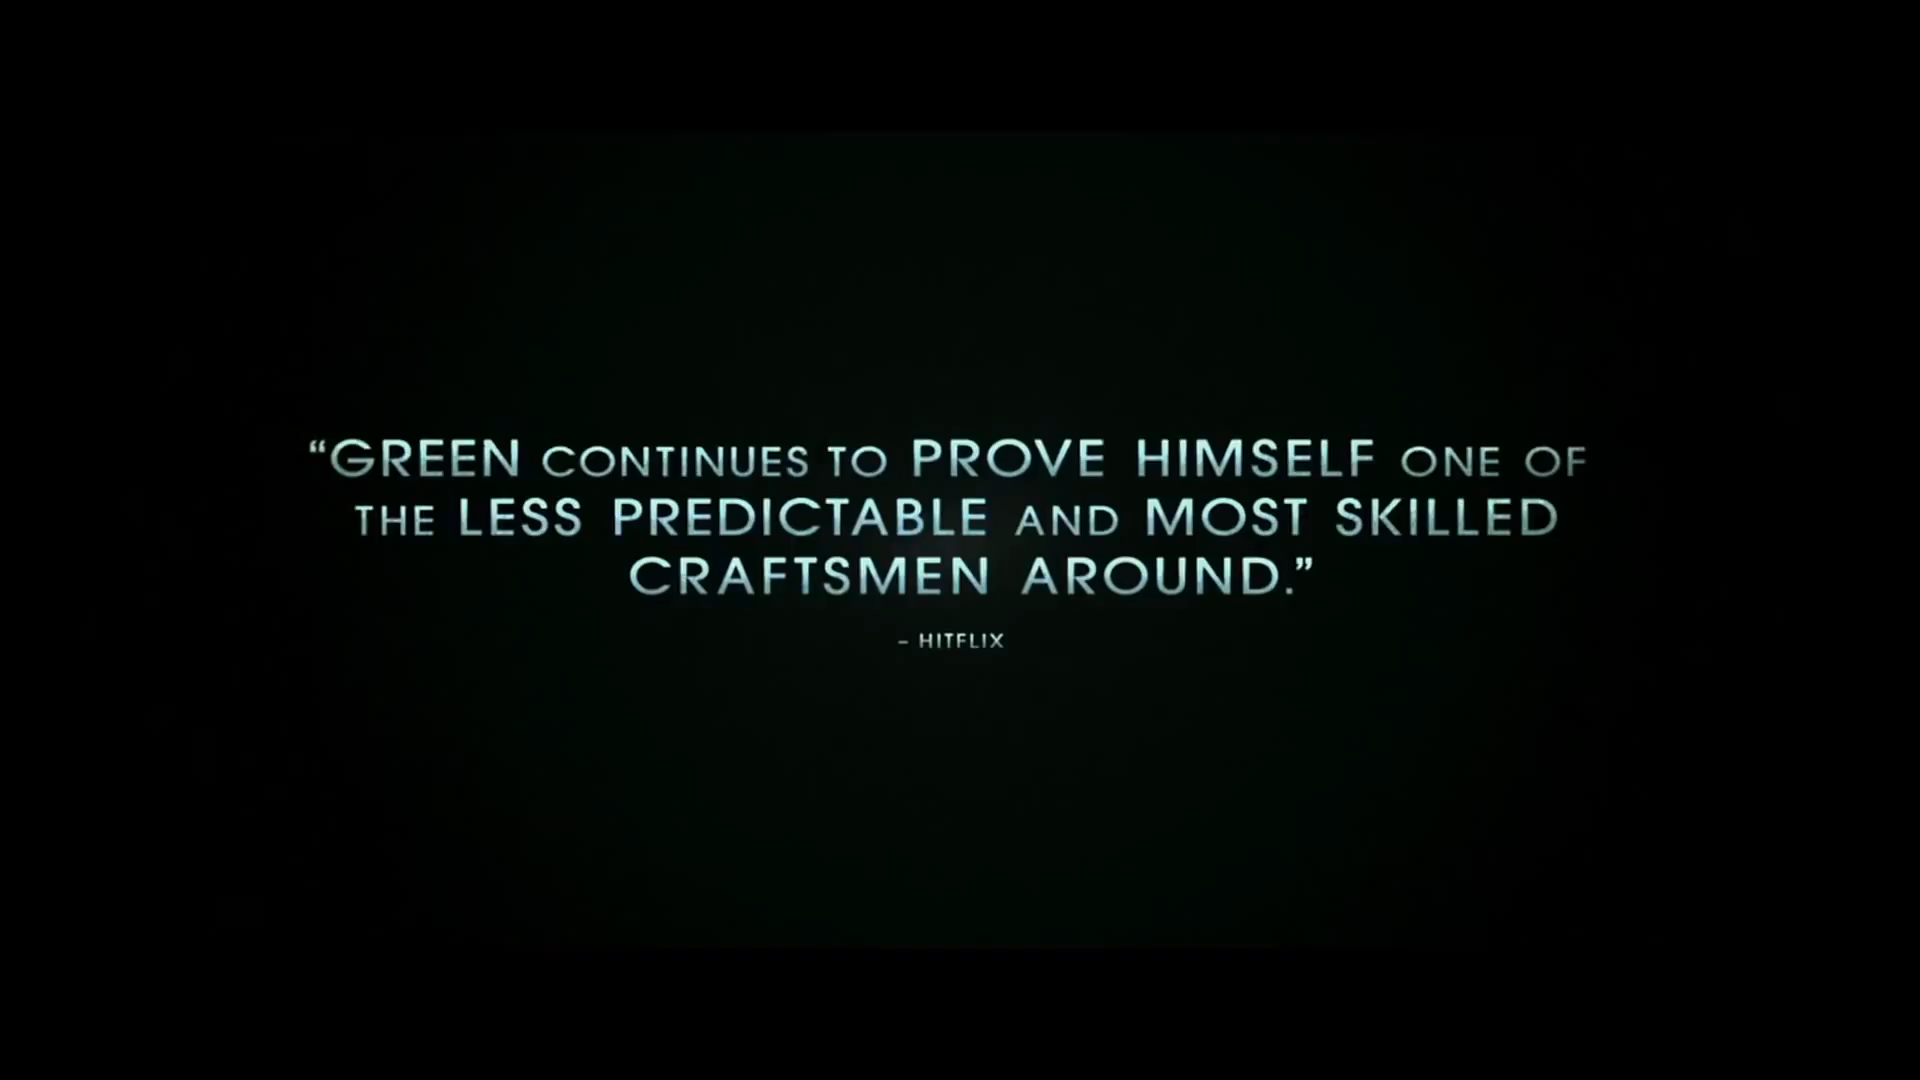 “GREEN CONTINUES TO PROVE HIMSELF ONE OF
THE LESS PREDICTABLE AND MOST SKILLED
CRAFTSMEN AROUND.”
– HITFLIX